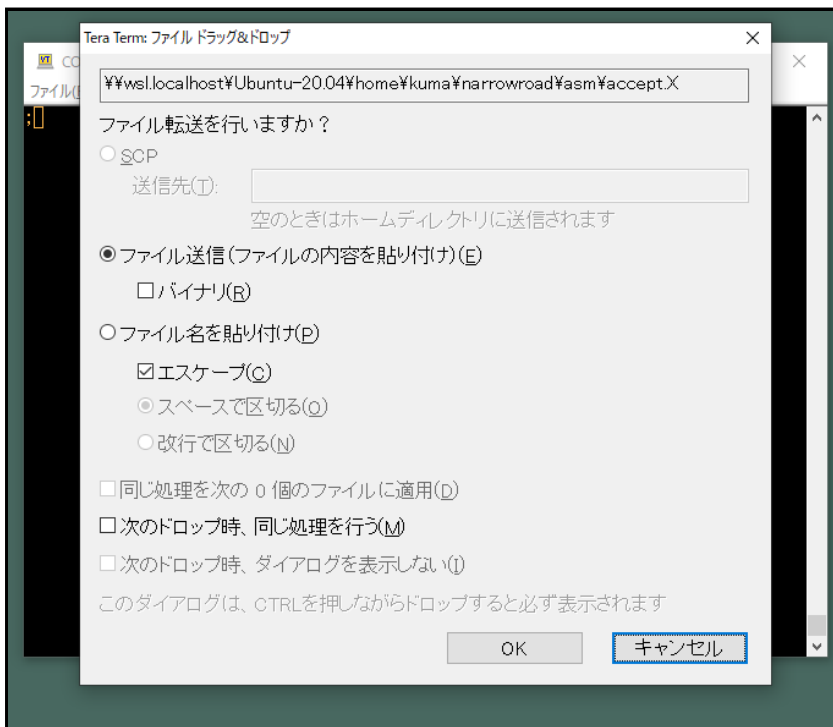 Tera Term: ファイル ドラッグ&ドロップ
VT CO
ファイル(
;
¥¥wsl.localhost¥Ubuntu-20.04¥home¥kuma¥narrowroad¥asm¥accept.X
ファイル転送を行いますか？
SCP
送信先(T):
空のときはホームディレクトリに送信されます
ファイル送信(ファイルの内容を貼り付け)(E)
バイナリ(R)
ファイル名を貼り付け(P)
エスケープ(C)
スペースで区切る(O)
改行で区切る(N)
同じ処理を次の 0 個のファイルに適用(D)
次のドロップ時、同じ処理を行う(M)
次のドロップ時、ダイアログを表示しない(I)
このダイアログは、CTRLを押しながらドロップすると必ず表示されます
OK キャンセル